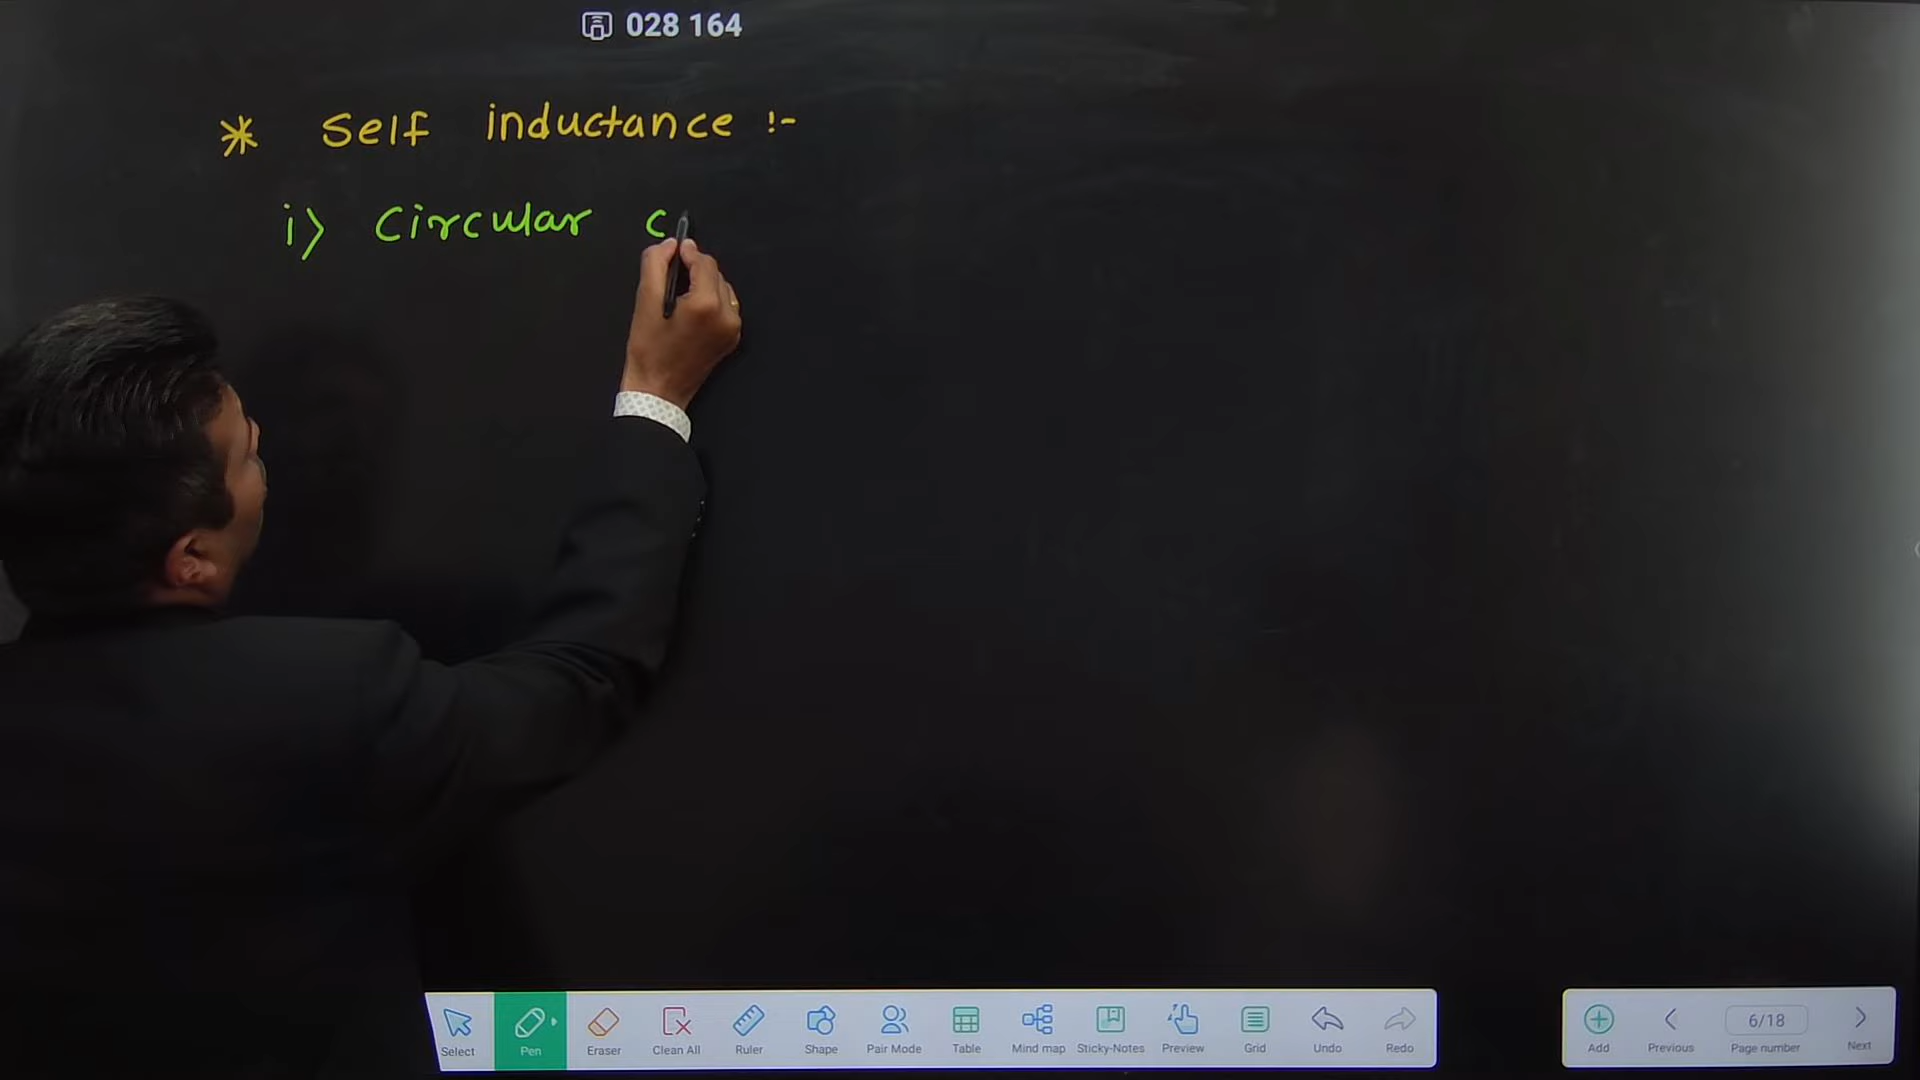 028 164
* Self inductance :-
i) Circular c
Select Pen Eraser Clean All Ruler Shape Pair Mode Table Mind map Sticky-Notes Preview Grid Undo Redo Add Previous 6/18 Page number Next